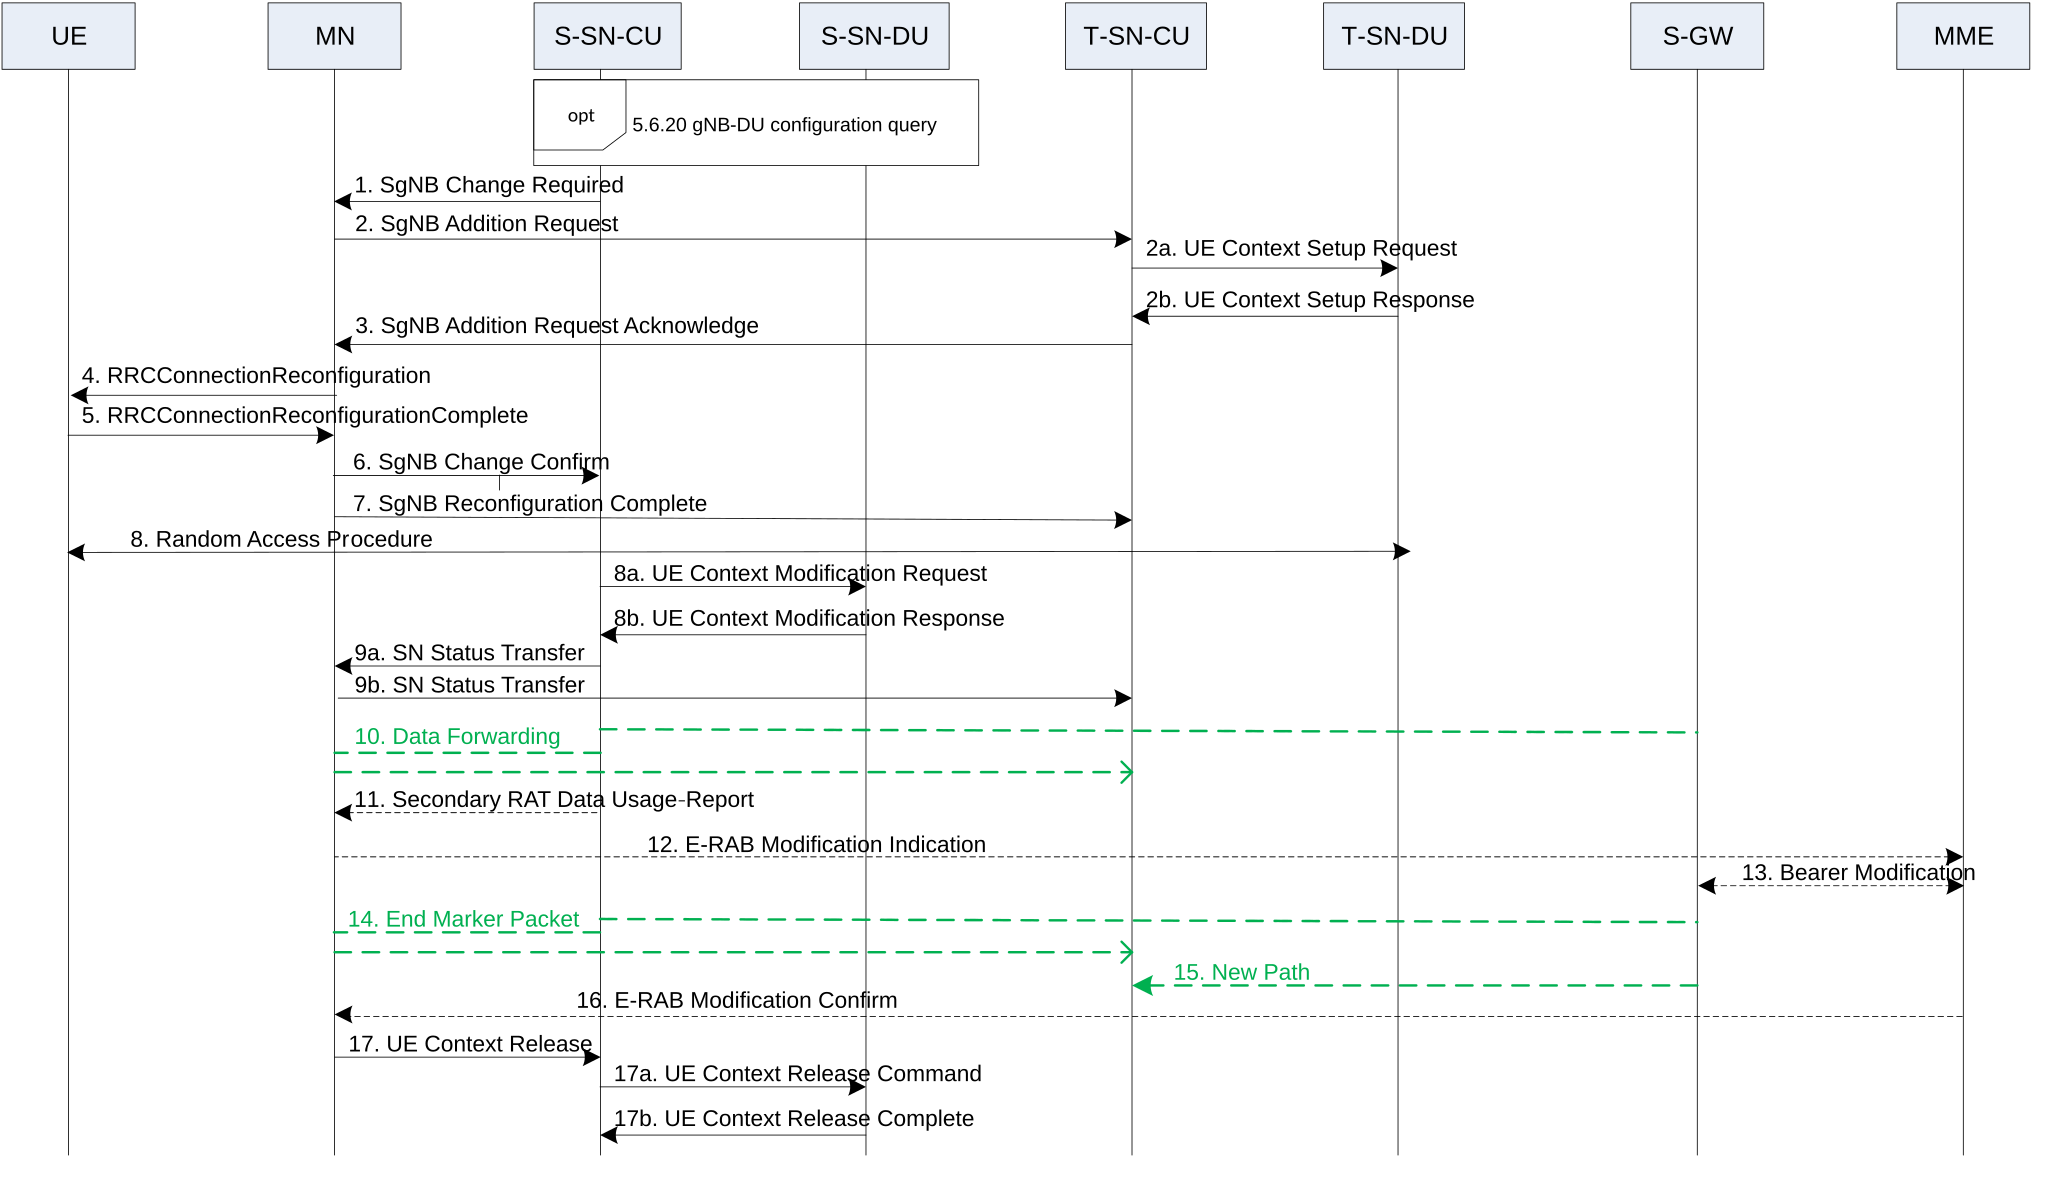 UE
MN
S-SN-CU
S-SN-DU
T-SN-CU
T-SN-DU
S-GW
MME
opt
5.6.20 gNB-DU configuration query
1. SgNB Change Required
2. SgNB Addition Request
2a. UE Context Setup Request
2b. UE Context Setup Response
3. SgNB Addition Request Acknowledge
4. RRCConnectionReconfiguration
5. RRCConnectionReconfigurationComplete
6. SgNB Change Confirm
7. SgNB Reconfiguration Complete
8. Random Access Procedure
8a. UE Context Modification Request
8b. UE Context Modification Response
9a. SN Status Transfer
9b. SN Status Transfer
10. Data Forwarding
11. Secondary RAT Data Usage-Report
12. E-RAB Modification Indication
13. Bearer Modification
14. End Marker Packet
15. New Path
16. E-RAB Modification Confirm
17. UE Context Release
17a. UE Context Release Command
17b. UE Context Release Complete